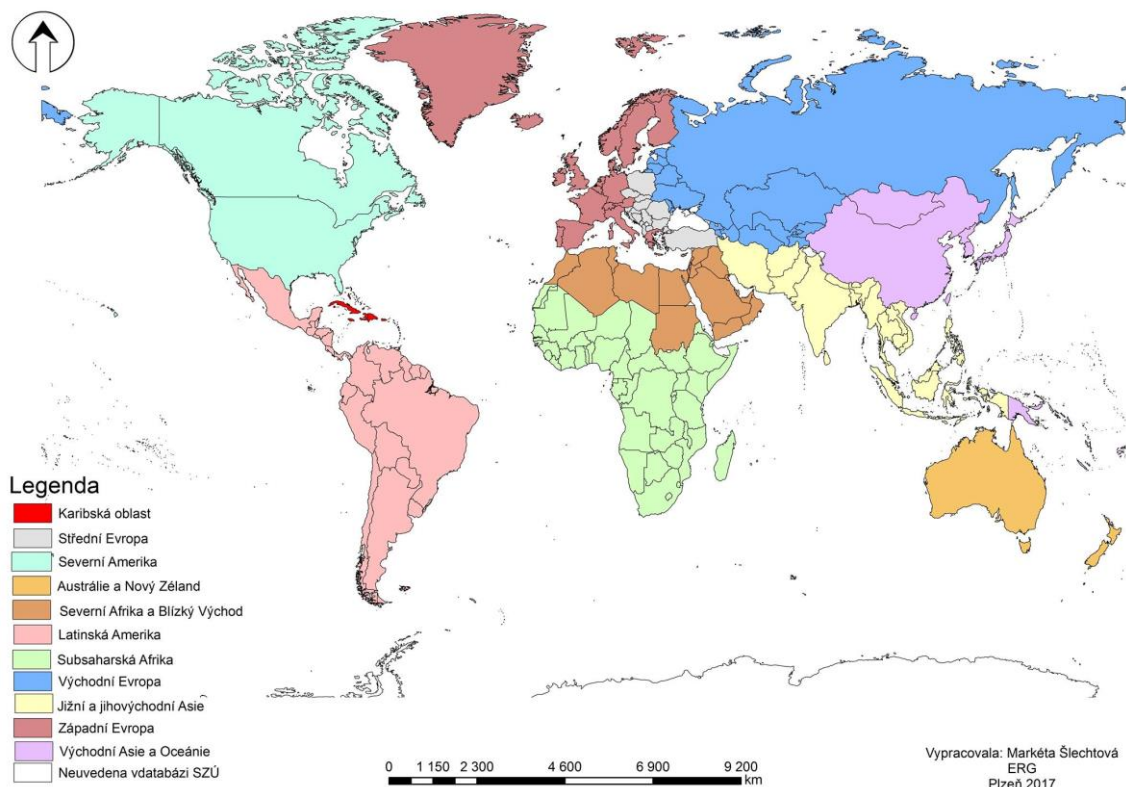 Legenda
Karibská oblast
Střední Evropa
Severní Amerika
Austrálie a Nový Zéland
Severní Afrika a Blízký Východ
Latinská Amerika
Subsaharská Afrika
Východní Evropa
Jižní a jihovýchodní Asie
Západní Evropa
Východní Asie a Oceánie
Neuvedena vdatabázi SZÚ
0 1 150 2 300 4 600 6 900 9 200
km
Vypracovala: Markéta Šlechtová
ERG
Plzeň 2017